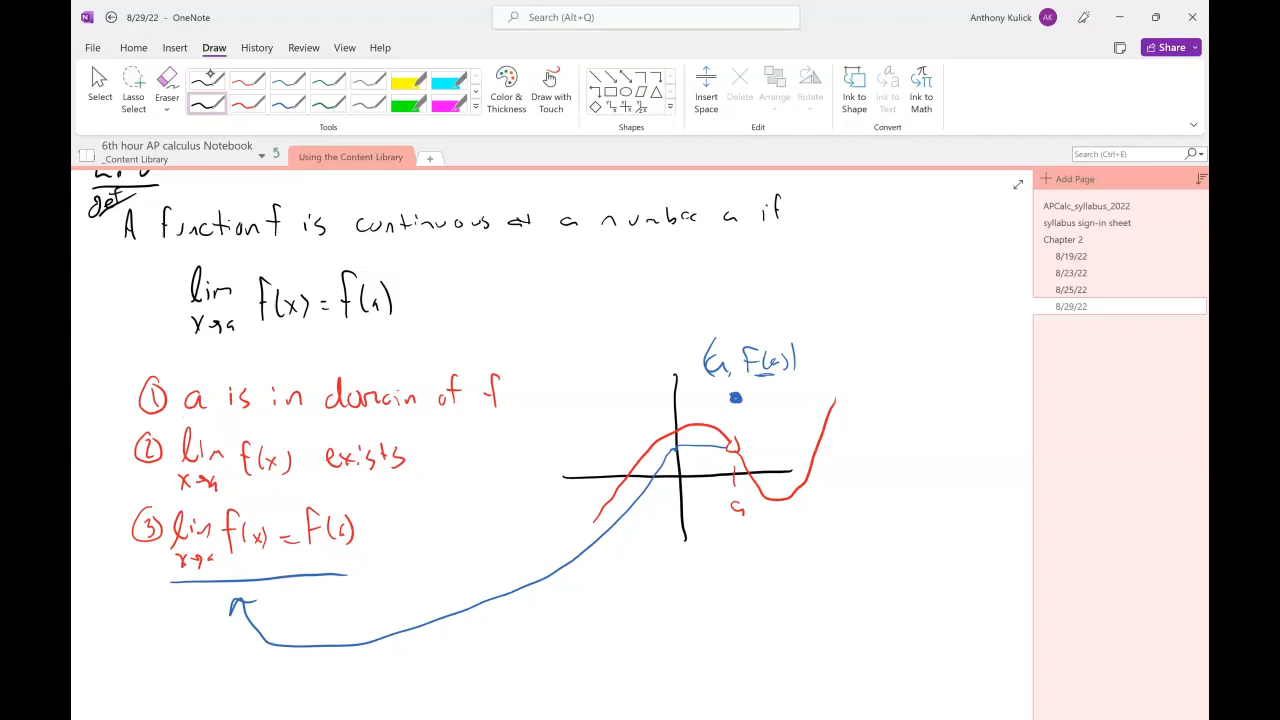 8/29/22 - OneNote
Search (Alt+Q)
Anthony Kulick
AK
File Home Insert Draw History Review View Help
Share
Select
Lasso Select
Eraser
Color & Thickness
Draw with Touch
Insert Space
Delete
Arrange
Rotate
Ink to Shape
Ink to Text
Ink to Math
Tools
Shapes
Edit
Convert
6th hour AP calculus Notebook
_Content Library
Using the Content Library
Search (Ctrl+E)
Add Page
APCalc_syllabus_2022
syllabus sign-in sheet
Chapter 2
8/19/22
8/23/22
8/25/22
8/29/22
def
A function f is continuous at a number a if
lim x→a f(x) = f(a)
① a is in domain of f
② lim x→a f(x) exists
③ lim x→a f(x) = f(a)
(a, f(a))
a